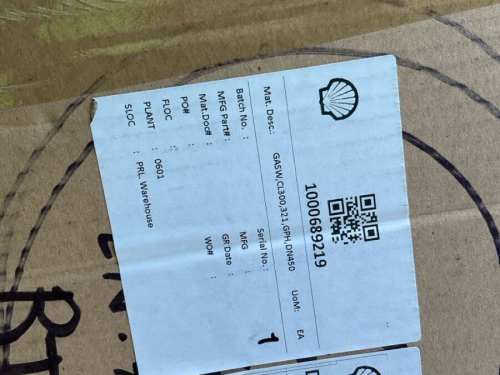 1000689219
Mat. Desc.: GASW,CL300,321,GPH,DN450 UoM: EA
Batch No. : Serial No.:
MFG Part#: MFG
Mat.Doc#: GR Date :
PO# WO# :
FLOC :
PLANT : 0601
SLOC : PRL. Warehouse
1